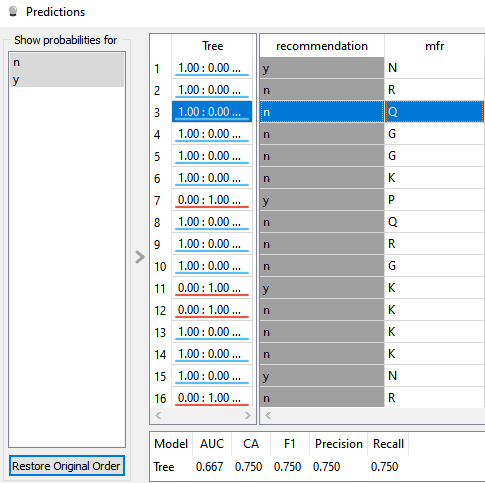 Predictions
Show probabilities for
n
y
Restore Original Order
Tree recommendation mfr
1 1.00 : 0.00 ... y N
2 1.00 : 0.00 ... n R
3 1.00 : 0.00 ... n Q
4 1.00 : 0.00 ... n G
5 1.00 : 0.00 ... n G
6 1.00 : 0.00 ... n K
7 0.00 : 1.00 ... y P
8 1.00 : 0.00 ... n Q
9 1.00 : 0.00 ... n R
10 1.00 : 0.00 ... n G
11 0.00 : 1.00 ... y K
12 0.00 : 1.00 ... n K
13 1.00 : 0.00 ... n K
14 1.00 : 0.00 ... n K
15 1.00 : 0.00 ... y N
16 0.00 : 1.00 ... n R
Model AUC CA F1 Precision Recall
Tree 0.667 0.750 0.750 0.750 0.750